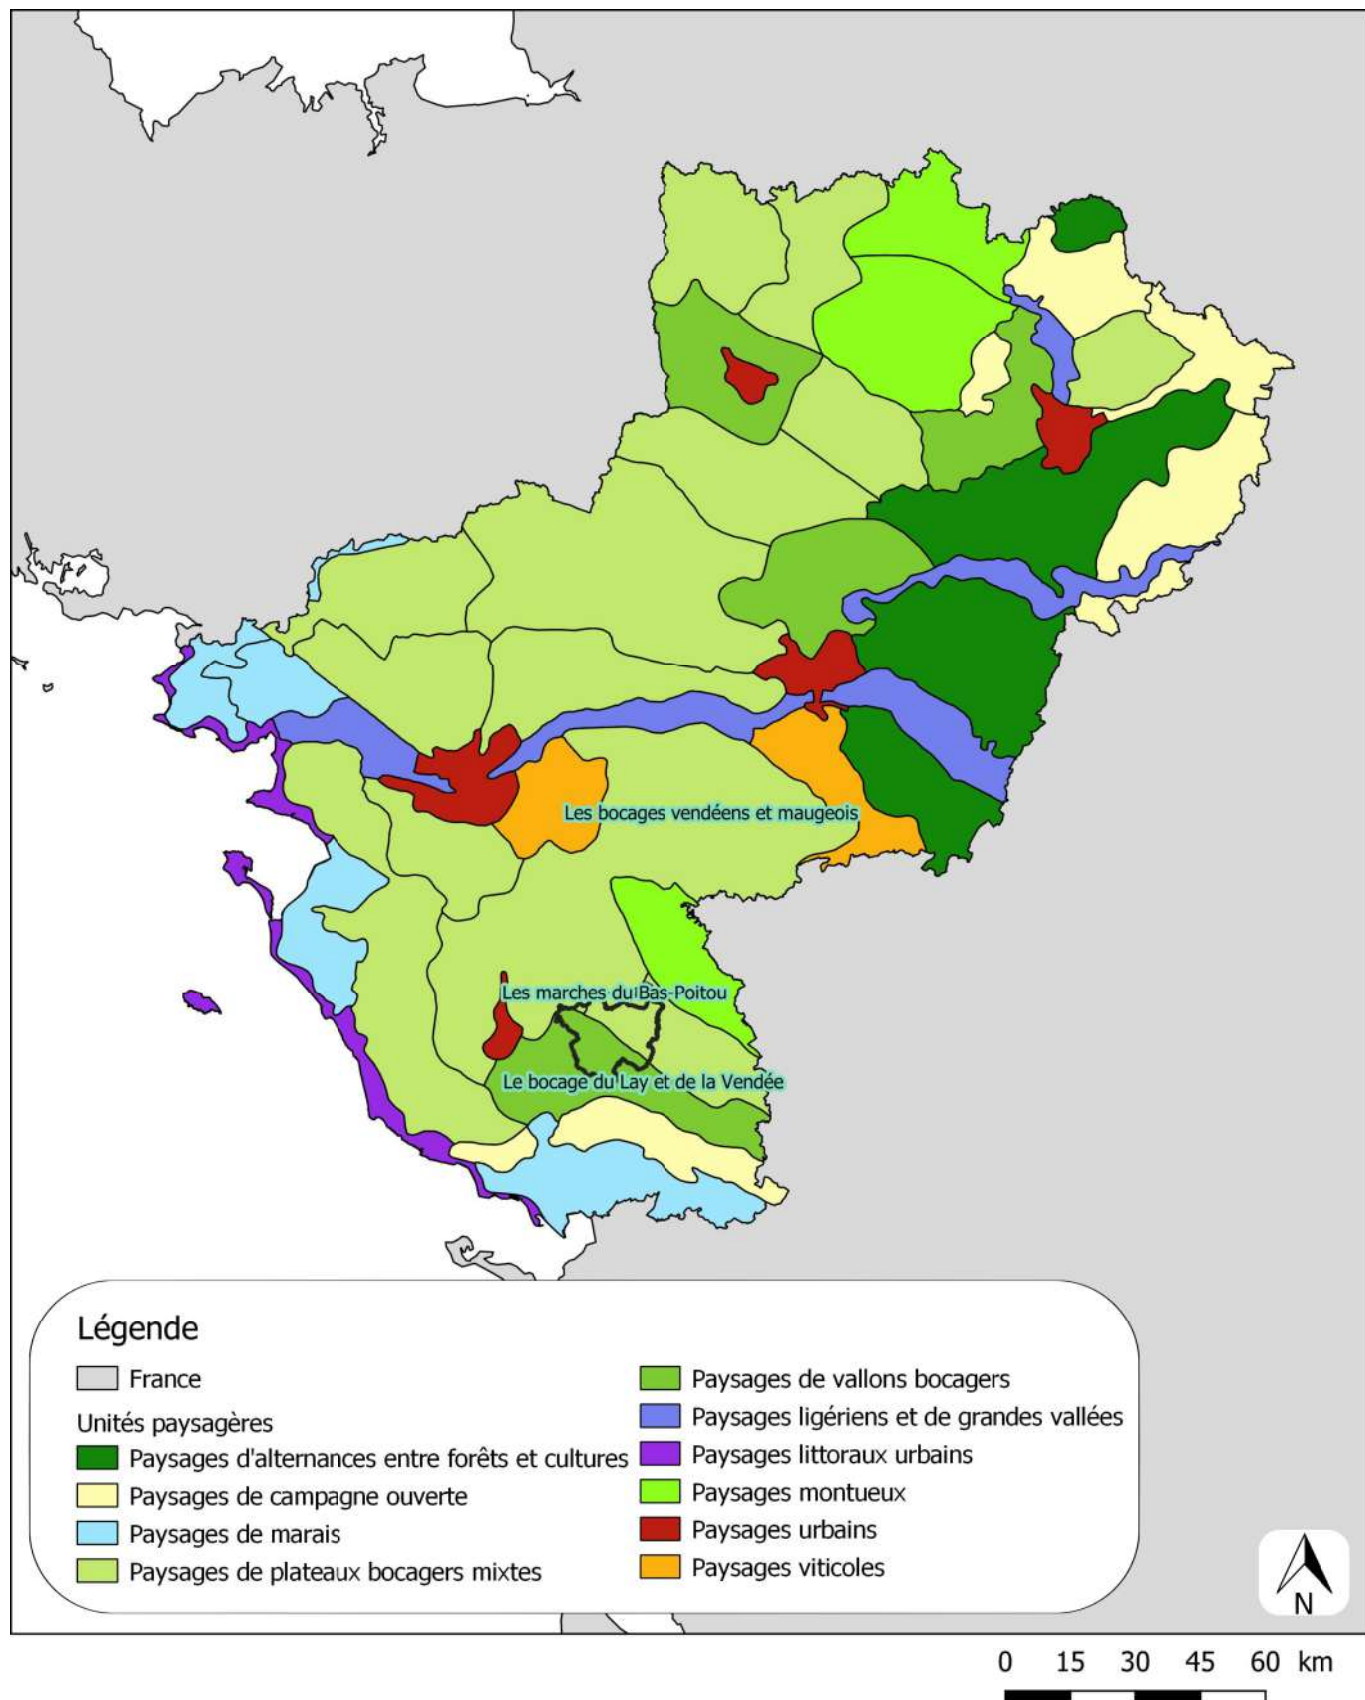 Les bocages vendéens et maugeois
Les marches du Bas-Poitou
Le bocage du Lay et de la Vendée
Légende
France
Unités paysagères
Paysages d'alternances entre forêts et cultures
Paysages de campagne ouverte
Paysages de marais
Paysages de plateaux bocagers mixtes
Paysages de vallons bocagers
Paysages ligériens et de grandes vallées
Paysages littoraux urbains
Paysages montueux
Paysages urbains
Paysages viticoles
N
0 15 30 45 60 km